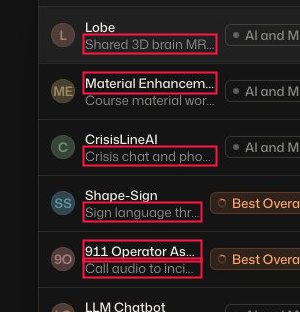 L
Lobe
Shared 3D brain MR...
AI and M
ME
Material Enhancem...
Course material wor...
AI and M
C
CrisisLineAI
Crisis chat and pho...
AI and M
SS
Shape-Sign
Sign language thr...
Best Overa
9O
911 Operator As...
Call audio to inci...
Best Overa
LLM Chatbot